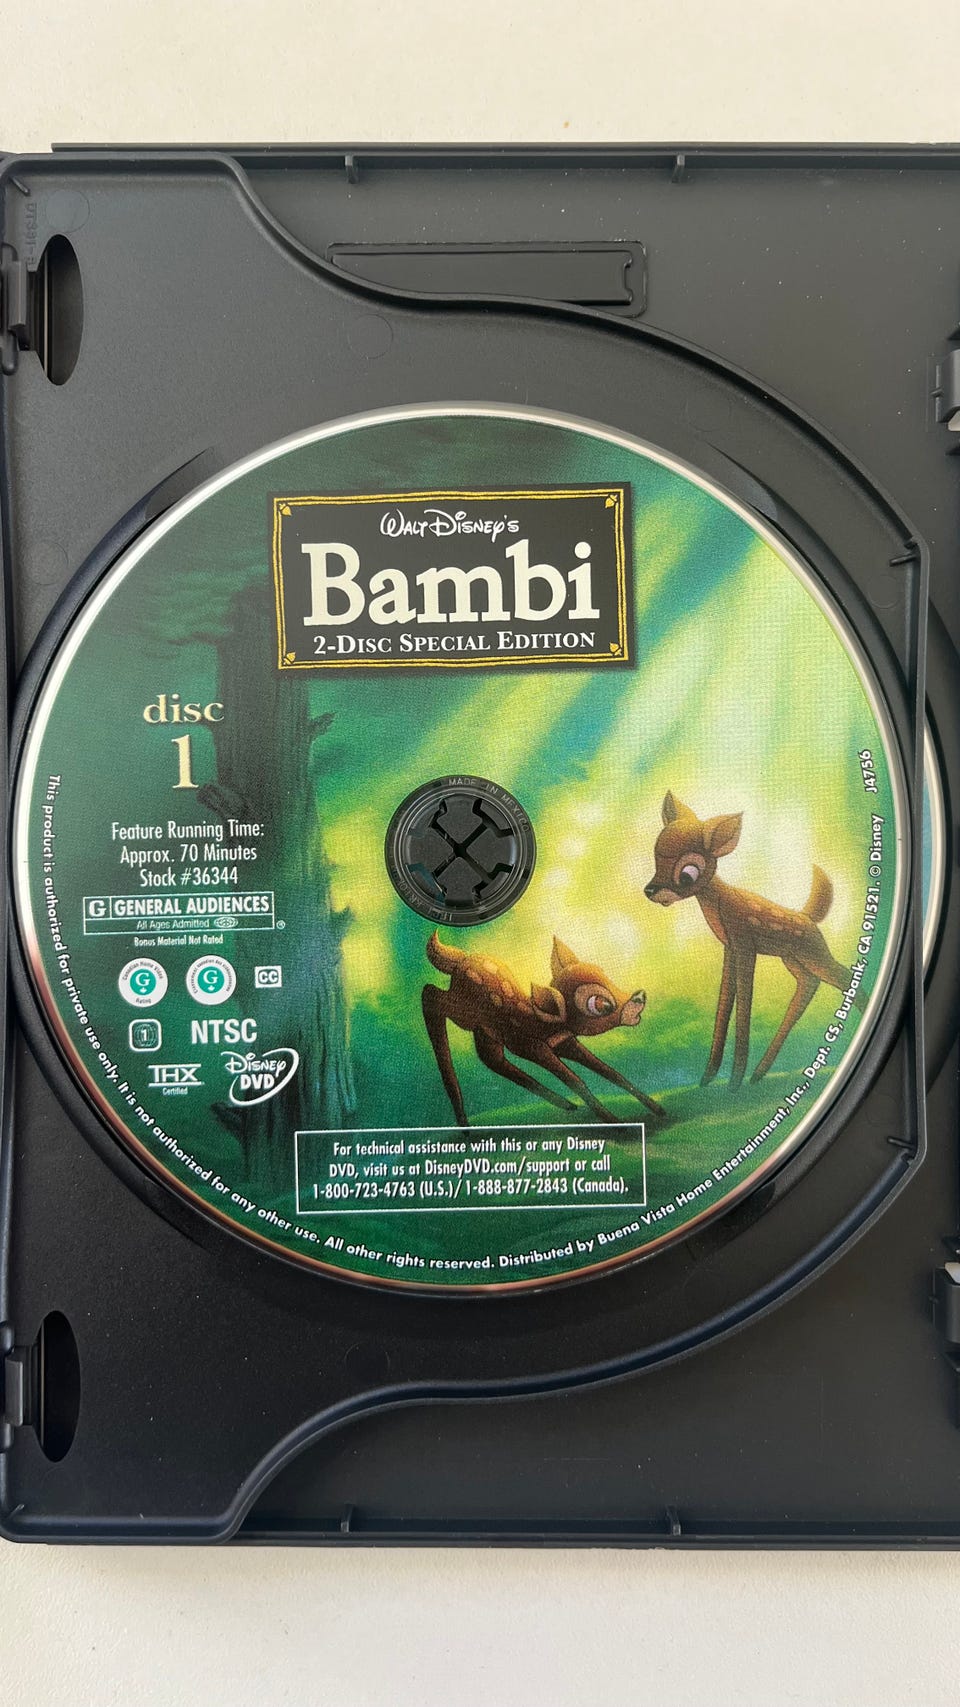 WALT DISNEY'S
Bambi
2-DISC SPECIAL EDITION
disc
1
Feature Running Time:
Approx. 70 Minutes
Stock #36344
G GENERAL AUDIENCES
All Ages Admitted
Bonus Material Not Rated
G
G
CC
1
NTSC
THX
Certified
DISNEY
DVD
MADE IN MEXICO
For technical assistance with this or any Disney
DVD, visit us at DisneyDVD.com/support or call
1-800-723-4763 (U.S.)/ 1-888-877-2843 (Canada).
This product is authorized for private use only. It is not authorized for any other use. All other rights reserved. Distributed by Buena Vista Home Entertainment, Inc., Dept. CS, Burbank, CA 91521. © Disney J4756